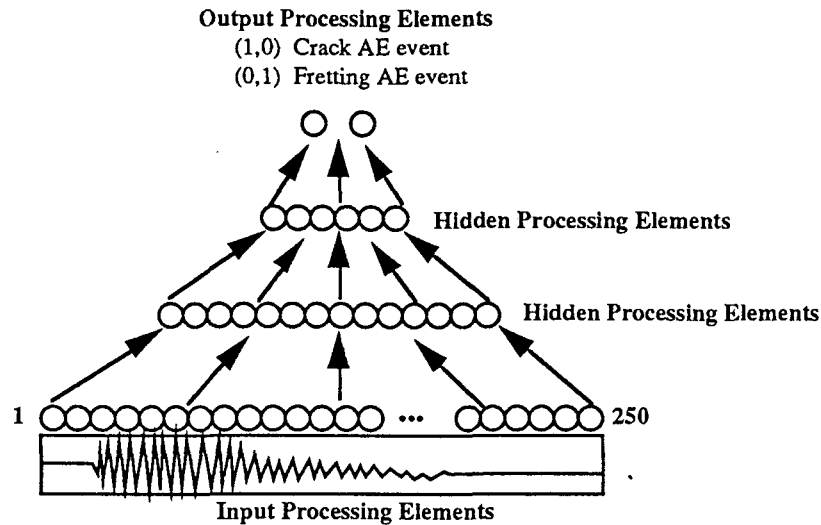 Output Processing Elements
(1,0) Crack AE event
(0,1) Fretting AE event
Hidden Processing Elements
Hidden Processing Elements
1 ... 250
Input Processing Elements